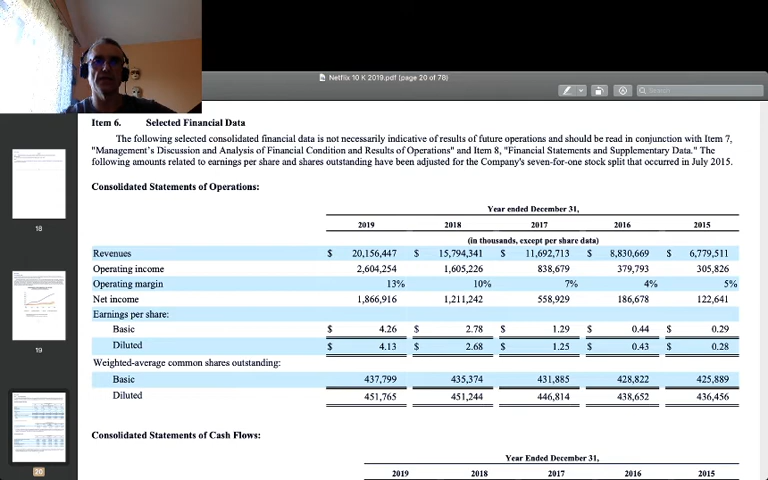 Netflix 10 K 2019.pdf (page 20 of 78)
Search
Item 6. Selected Financial Data
The following selected consolidated financial data is not necessarily indicative of results of future operations and should be read in conjunction with Item 7,
"Management's Discussion and Analysis of Financial Condition and Results of Operations" and Item 8, "Financial Statements and Supplementary Data." The
following amounts related to earnings per share and shares outstanding have been adjusted for the Company's seven-for-one stock split that occurred in July 2015.
Consolidated Statements of Operations:
Year ended December 31,
2019 2018 2017 2016 2015
(in thousands, except per share data)
Revenues $ 20,156,447 $ 15,794,341 $ 11,692,713 $ 8,830,669 $ 6,779,511
Operating income 2,604,254 1,605,226 838,679 379,793 305,826
Operating margin 13% 10% 7% 4% 5%
Net income 1,866,916 1,211,242 558,929 186,678 122,641
Earnings per share:
Basic $ 4.26 $ 2.78 $ 1.29 $ 0.44 $ 0.29
Diluted $ 4.13 $ 2.68 $ 1.25 $ 0.43 $ 0.28
Weighted-average common shares outstanding:
Basic 437,799 435,374 431,885 428,822 425,889
Diluted 451,765 451,244 446,814 438,652 436,456
Consolidated Statements of Cash Flows:
Year Ended December 31,
2019 2018 2017 2016 2015
18
19
20